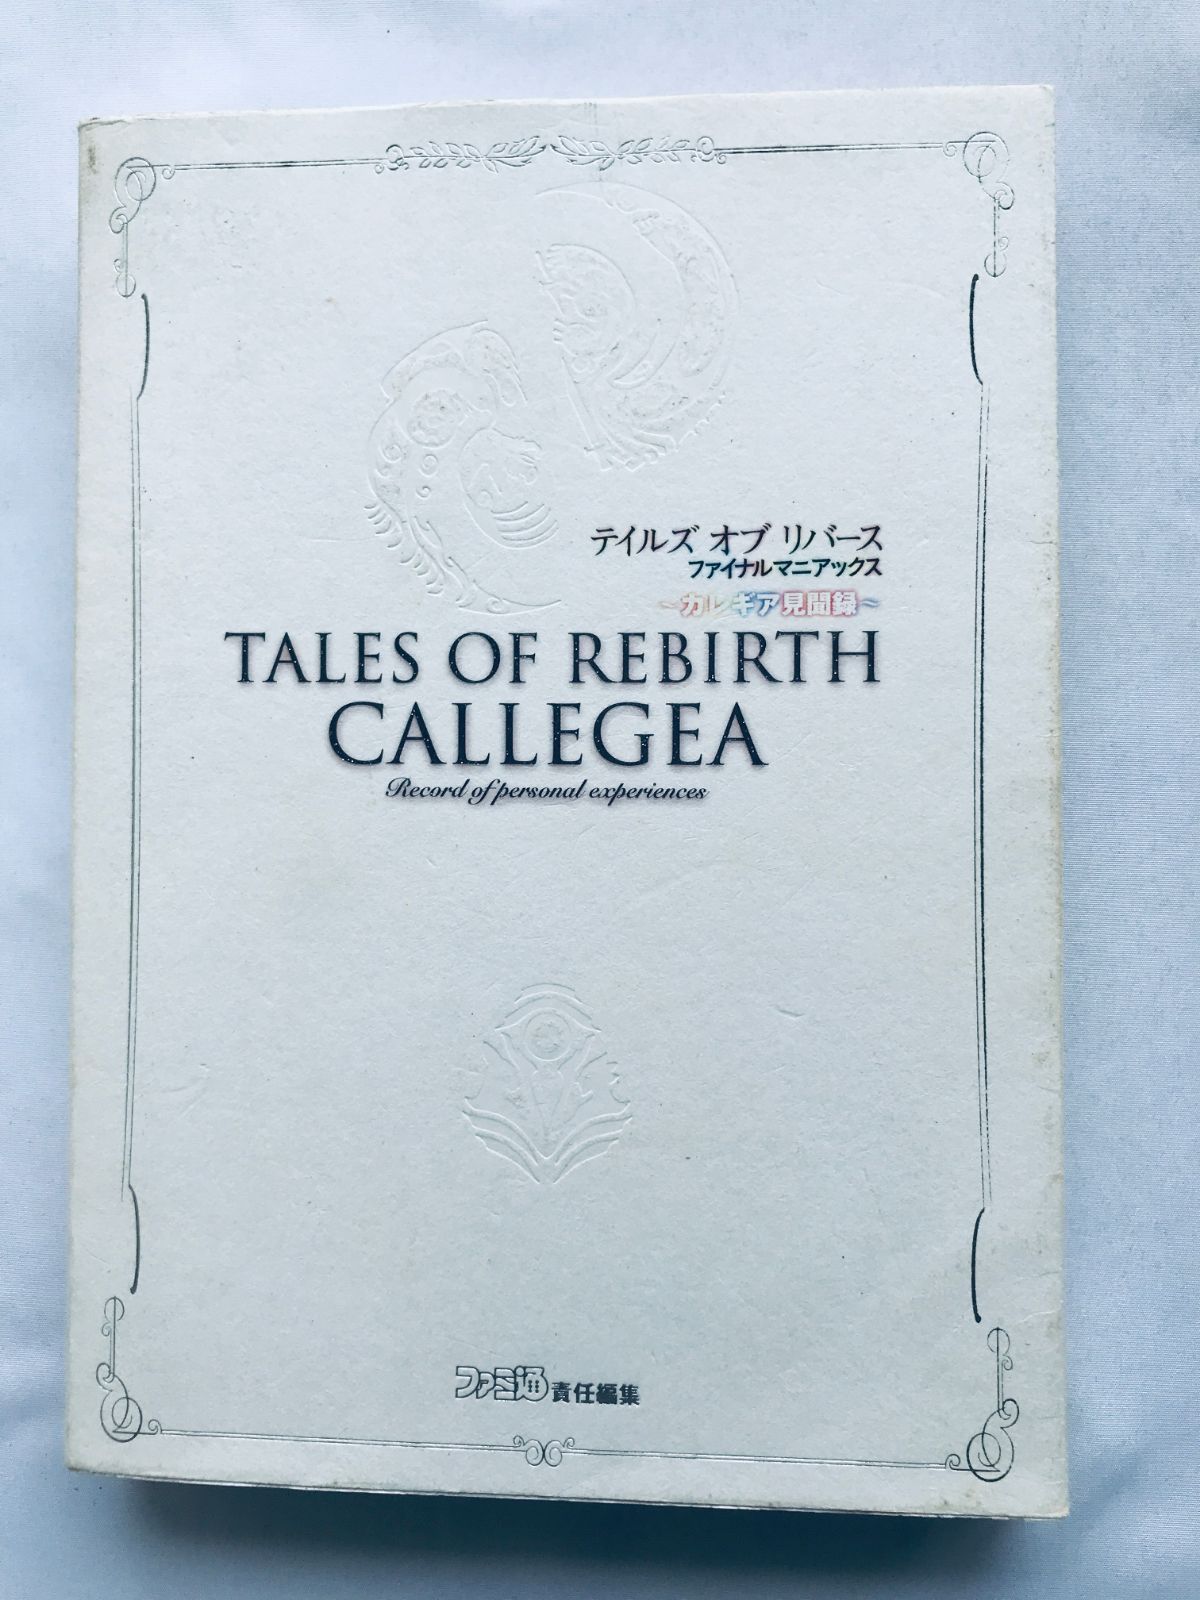 テイルズ オブ リバース
ファイナルマニアックス
~カレギア見聞録~
TALES OF REBIRTH
CALLEGEA
Record of personal experiences
ファミ通責任編集